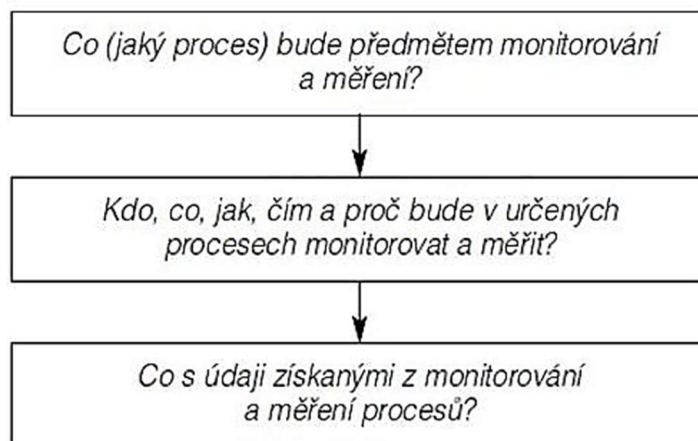 Co (jaký proces) bude předmětem monitorování
a měření?
Kdo, co, jak, čím a proč bude v určených
procesech monitorovat a měřit?
Co s údaji získanými z monitorování
a měření procesů?